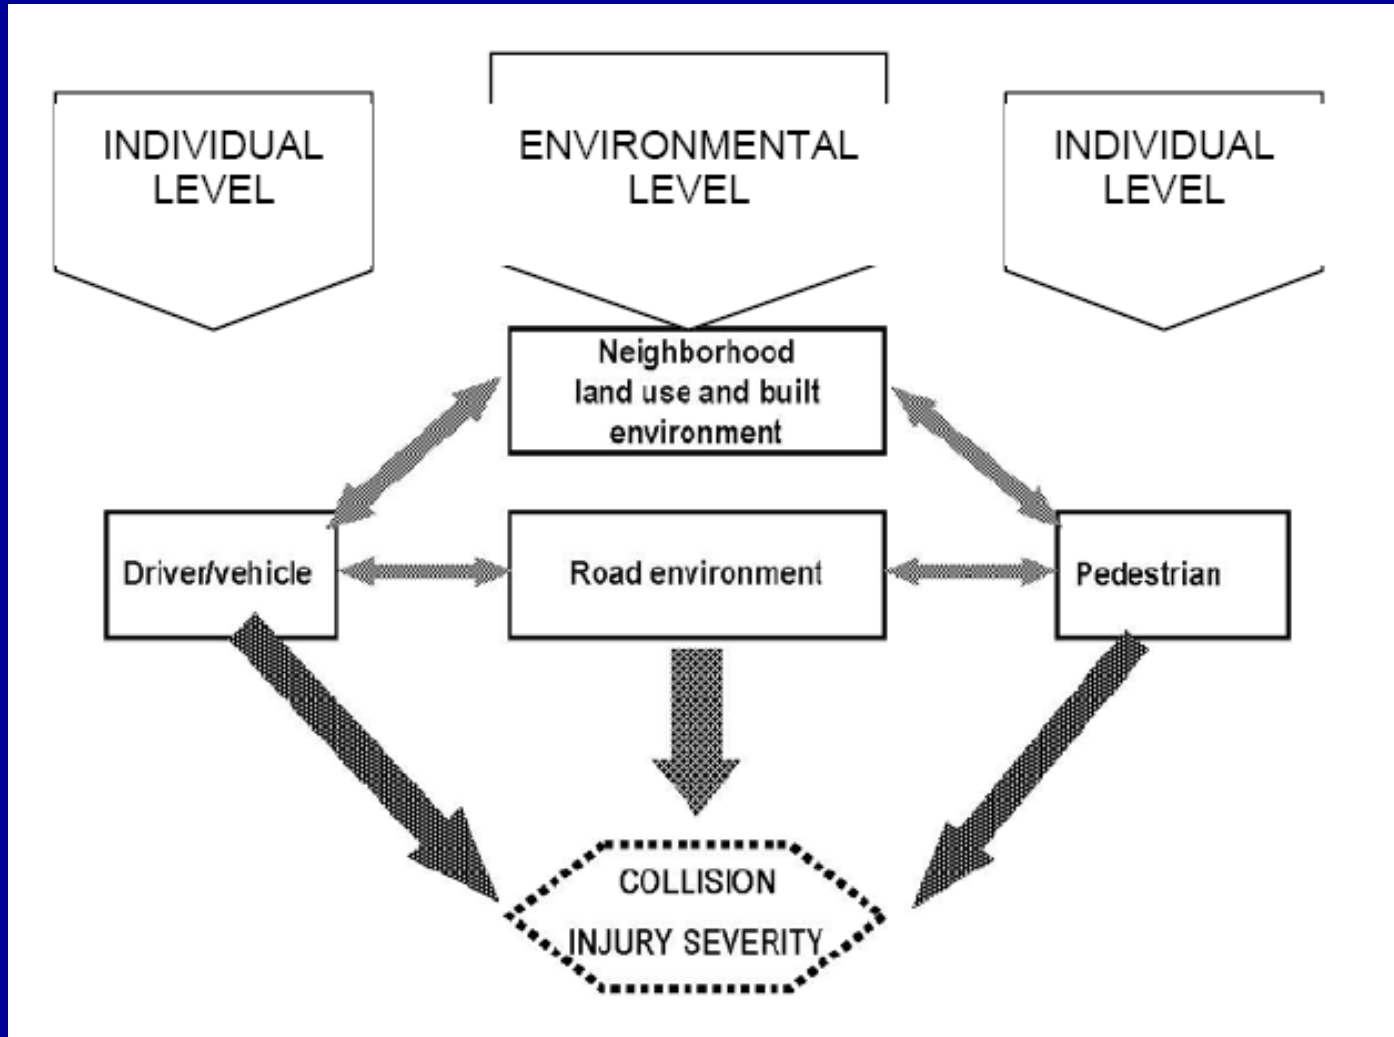 INDIVIDUAL
LEVEL
ENVIRONMENTAL
LEVEL
INDIVIDUAL
LEVEL
Neighborhood
land use and built
environment
Driver/vehicle
Road environment
Pedestrian
COLLISION
INJURY SEVERITY